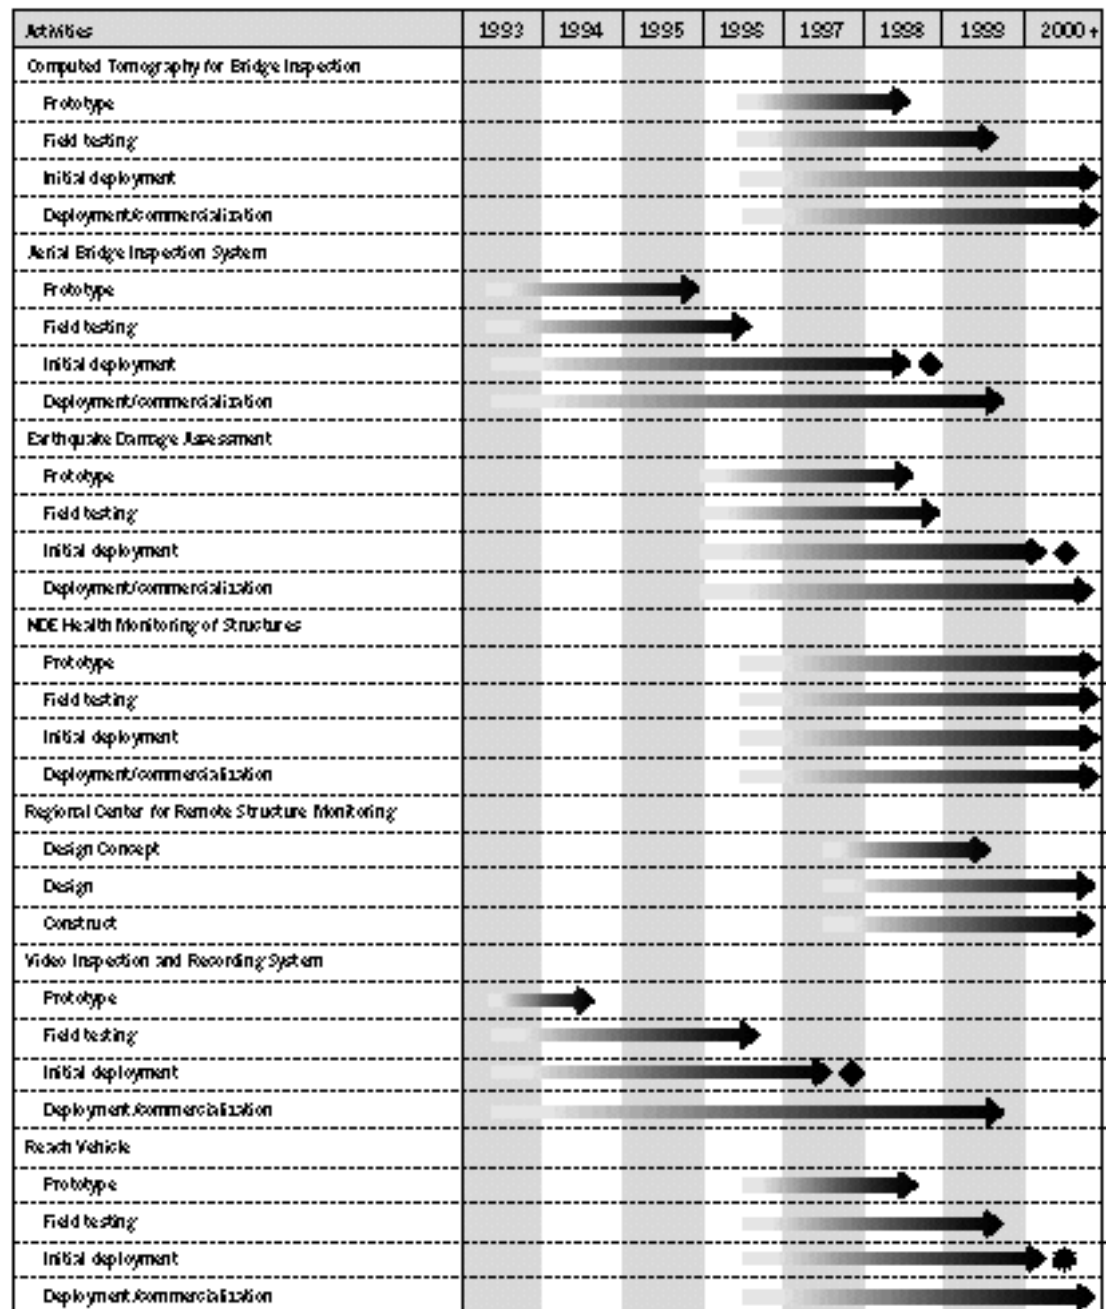 Activities 1993 1994 1995 1996 1997 1998 1999 2000 +
Computed Tomography for Bridge Inspection
Prototype
Field testing
Initial deployment
Deployment/commercialization
Aerial Bridge Inspection System
Prototype
Field testing
Initial deployment
Deployment/commercialization
Earthquake Damage Assessment
Prototype
Field testing
Initial deployment
Deployment/commercialization
NDE Health Monitoring of Structures
Prototype
Field testing
Initial deployment
Deployment/commercialization
Regional Center for Remote Structure Monitoring
Design Concept
Design
Construct
Video Inspection and Recording System
Prototype
Field testing
Initial deployment
Deployment/commercialization
Reach Vehicle
Prototype
Field testing
Initial deployment
Deployment/commercialization